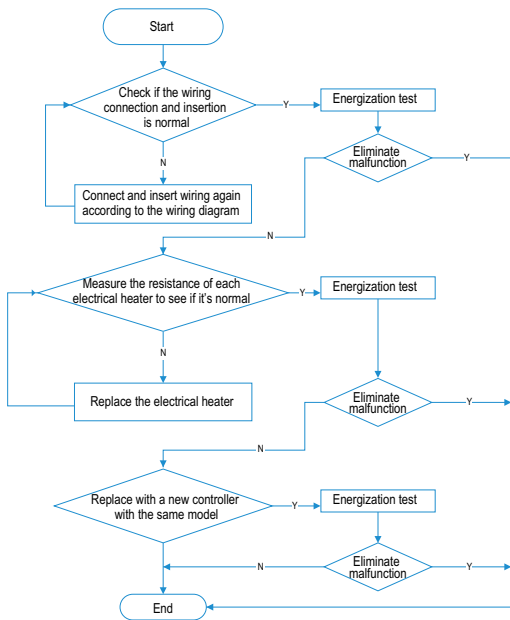 Start
Check if the wiring
connection and insertion
is normal
Y
Energization test
Eliminate
malfunction
Y
N
Connect and insert wiring again
according to the wiring diagram
N
Measure the resistance of each
electrical heater to see if it's normal
Y
Energization test
N
Replace the electrical heater
Eliminate
malfunction
Y
N
Replace with a new controller
with the same model
Y
Energization test
Eliminate
malfunction
Y
N
End